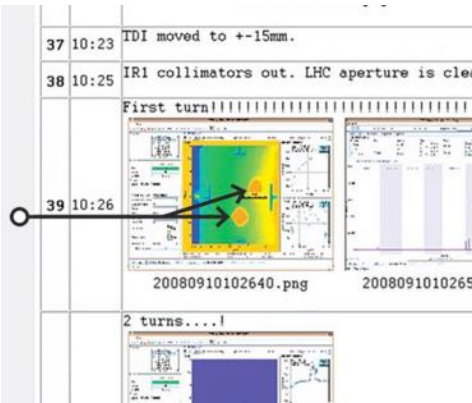 37 10:23 TDI moved to +-15mm.
38 10:25 IR1 collimators out. LHC aperture is clea
First turn!!!!!!!!!!!!!!!!!!!!!!!!!!!!!!
39 10:26
20080910102640.png 2008091010265
2 turns....!